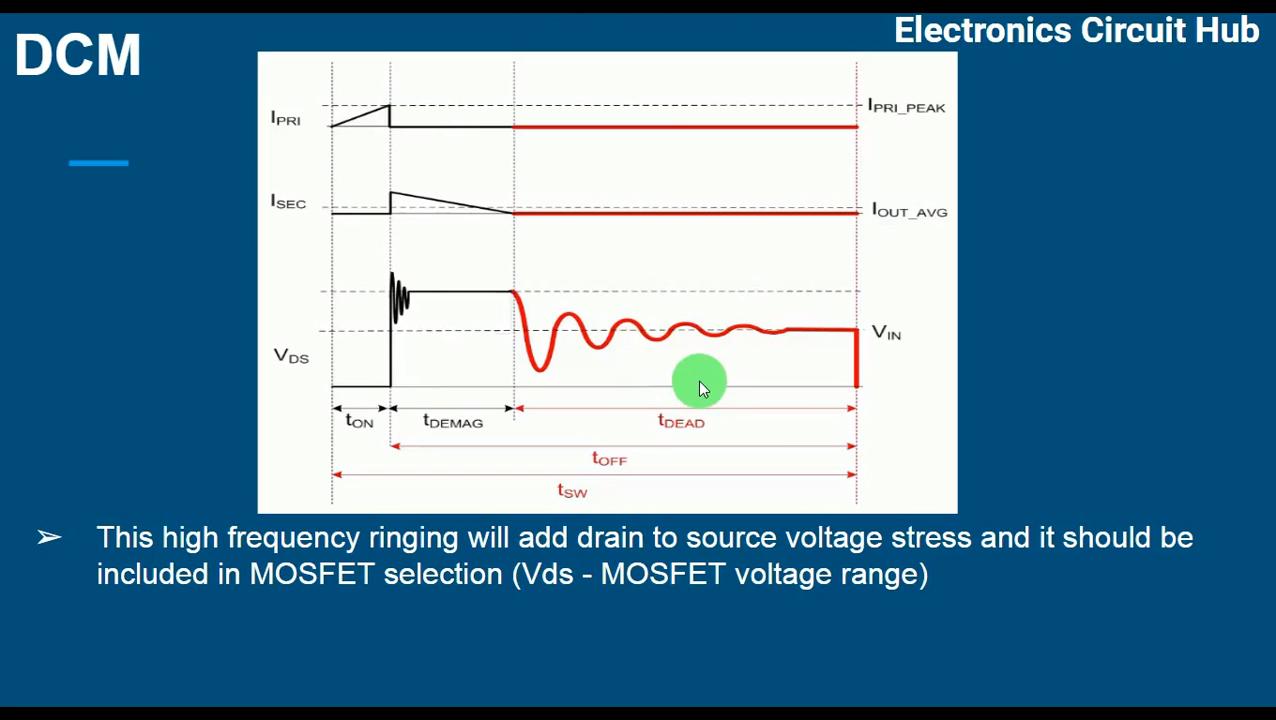 Electronics Circuit Hub
DCM
IPRI
IPRI_PEAK
ISEC
IOUT_AVG
VIN
VDS
tON
tDEMAG
tDEAD
tOFF
tSW
➢ This high frequency ringing will add drain to source voltage stress and it should be
included in MOSFET selection (Vds - MOSFET voltage range)